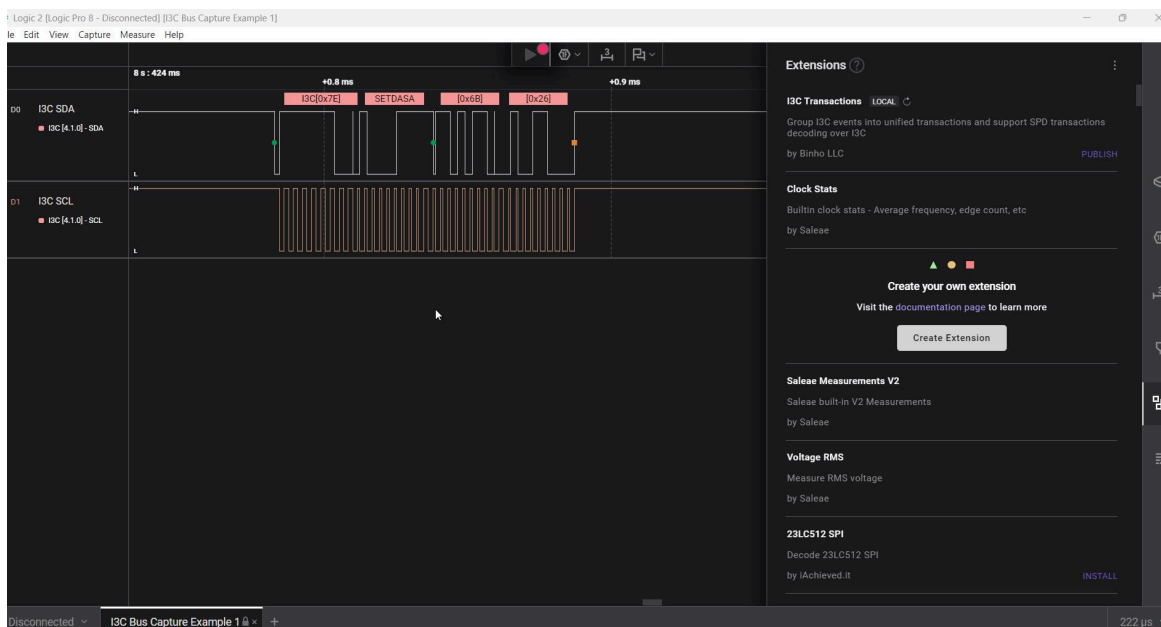 Logic 2 [Logic Pro 8 - Disconnected] [I3C Bus Capture Example 1]
le Edit View Capture Measure Help
8 s : 424 ms
+0.8 ms
+0.9 ms
I3C[0x7E] SETDASA [0x6B] [0x26]
D0 I3C SDA
I3C [4.1.0] - SDA
H
L
D1 I3C SCL
I3C [4.1.0] - SCL
H
L
Extensions ?
I3C Transactions LOCAL
Group I3C events into unified transactions and support SPD transactions
decoding over I3C
by Binho LLC PUBLISH
Clock Stats
Builtin clock stats - Average frequency, edge count, etc
by Saleae
Create your own extension
Visit the documentation page to learn more
Create Extension
Saleae Measurements V2
Saleae built-in V2 Measurements
by Saleae
Voltage RMS
Measure RMS voltage
by Saleae
23LC512 SPI
Decode 23LC512 SPI
by iAchieved.it INSTALL
Disconnected I3C Bus Capture Example 1 × +
222 µs